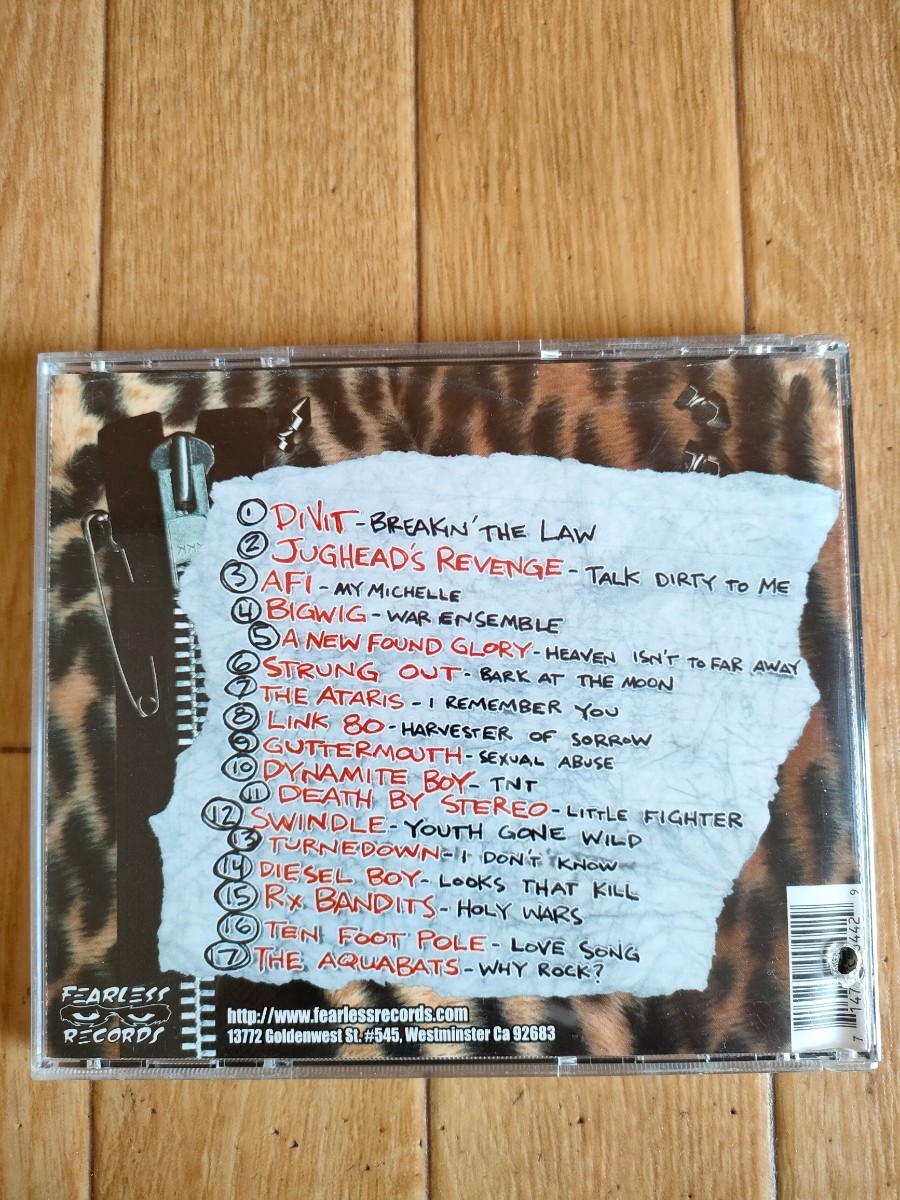 ① DIVIT - BREAKIN' THE LAW
② JUGHEAD'S REVENGE - TALK DIRTY TO ME
③ AFI - MY MICHELLE
④ BIGWIG - WAR ENSEMBLE
⑤ A NEW FOUND GLORY - HEAVEN ISN'T TO FAR AWAY
⑥ STRUNG OUT - BARK AT THE MOON
⑦ THE ATARIS - I REMEMBER YOU
⑧ LINK 80 - HARVESTER OF SORROW
⑨ GUTTERMOUTH - SEXUAL ABUSE
⑩ DYNAMITE BOY - TNT
⑪ DEATH BY STEREO - LITTLE FIGHTER
⑫ SWINDLE - YOUTH GONE WILD
⑬ TURNEDOWN - I DON'T KNOW
⑭ DIESEL BOY - LOOKS THAT KILL
⑮ RX BANDITS - HOLY WARS
⑯ TEN FOOT POLE - LOVE SONG
⑰ THE AQUABATS - WHY ROCK?
FEARLESS
RECORDS
http://www.fearlessrecords.com
13772 Goldenwest St. #545, Westminster Ca 92683